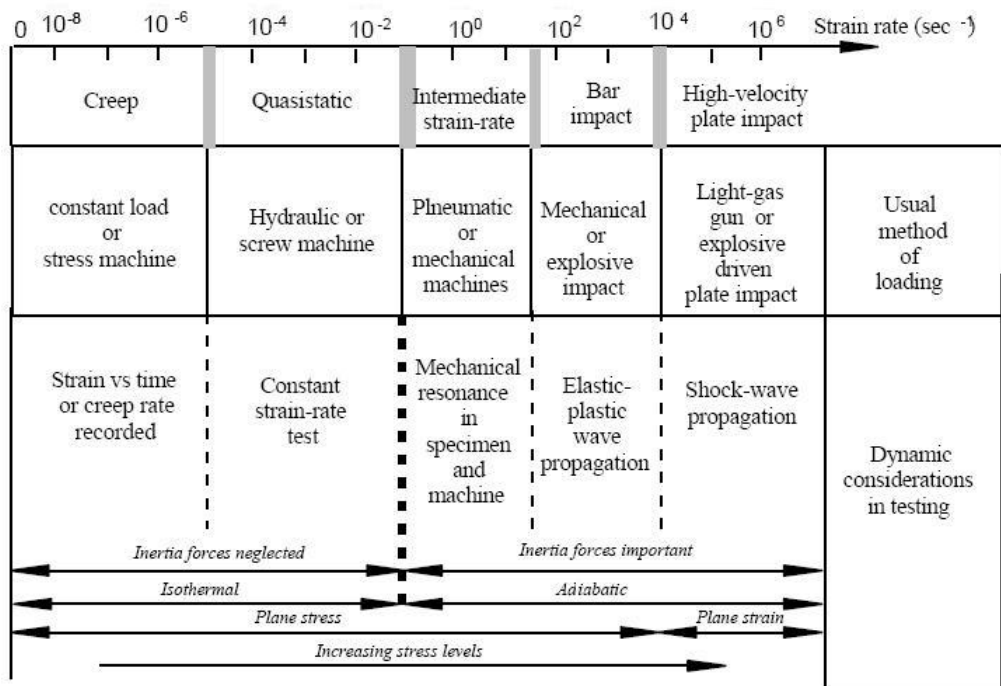 0 10⁻⁸ 10⁻⁶ 10⁻⁴ 10⁻² 10⁰ 10² 10⁴ 10⁶ Strain rate (sec⁻¹)
Creep
Quasistatic
Intermediate
strain-rate
Bar
impact
High-velocity
plate impact
constant load
or
stress machine
Hydraulic or
screw machine
Plneumatic
or
mechanical
machines
Mechanical
or
explosive
impact
Light-gas
gun or
explosive
driven
plate impact
Usual
method
of
loading
Strain vs time
or creep rate
recorded
Constant
strain-rate
test
Mechanical
resonance
in
specimen
and
machine
Elastic-
plastic
wave
propagation
Shock-wave
propagation
Dynamic
considerations
in testing
Inertia forces neglected
Inertia forces important
Isothermal
Adiabatic
Plane stress
Plane strain
Increasing stress levels